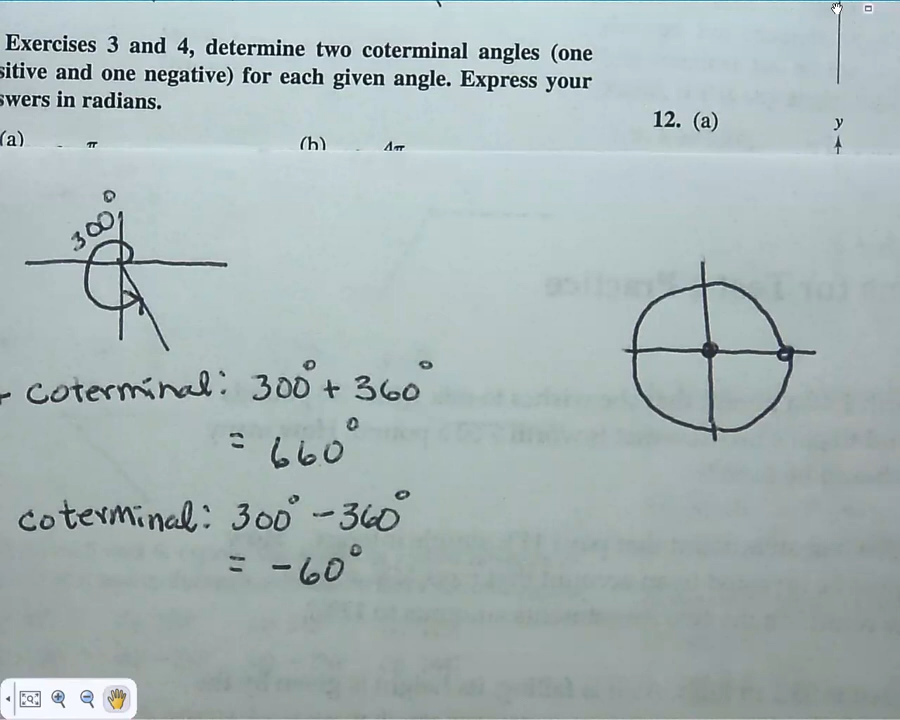 Exercises 3 and 4, determine two coterminal angles (one
sitive and one negative) for each given angle. Express your
swers in radians.
12. (a)
y
(a) π
(b) 4π
300°
coterminal: 300° + 360°
= 660°
coterminal: 300° - 360°
= -60°